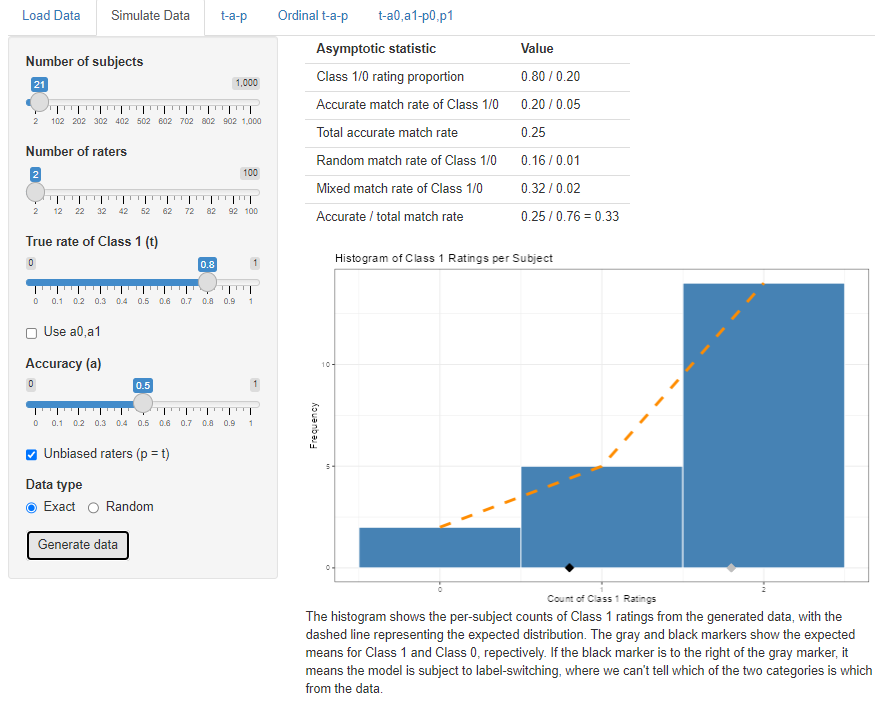 Load Data
Simulate Data
t-a-p
Ordinal t-a-p
t-a0,a1-p0,p1
Number of subjects
21
1,000
2 102 202 302 402 502 602 702 802 902 1,000
Number of raters
2
100
2 12 22 32 42 52 62 72 82 92 100
True rate of Class 1 (t)
0
0.8
1
0 0.1 0.2 0.3 0.4 0.5 0.6 0.7 0.8 0.9 1
Use a0,a1
Accuracy (a)
0
0.5
1
0 0.1 0.2 0.3 0.4 0.5 0.6 0.7 0.8 0.9 1
Unbiased raters (p = t)
Data type
Exact
Random
Generate data
Asymptotic statistic Value
Class 1/0 rating proportion 0.80 / 0.20
Accurate match rate of Class 1/0 0.20 / 0.05
Total accurate match rate 0.25
Random match rate of Class 1/0 0.16 / 0.01
Mixed match rate of Class 1/0 0.32 / 0.02
Accurate / total match rate 0.25 / 0.76 = 0.33
Histogram of Class 1 Ratings per Subject
Frequency
10
5
0
0 1 2
Count of Class 1 Ratings
The histogram shows the per-subject counts of Class 1 ratings from the generated data, with the
dashed line representing the expected distribution. The gray and black markers show the expected
means for Class 1 and Class 0, repectively. If the black marker is to the right of the gray marker, it
means the model is subject to label-switching, where we can't tell which of the two categories is which
from the data.